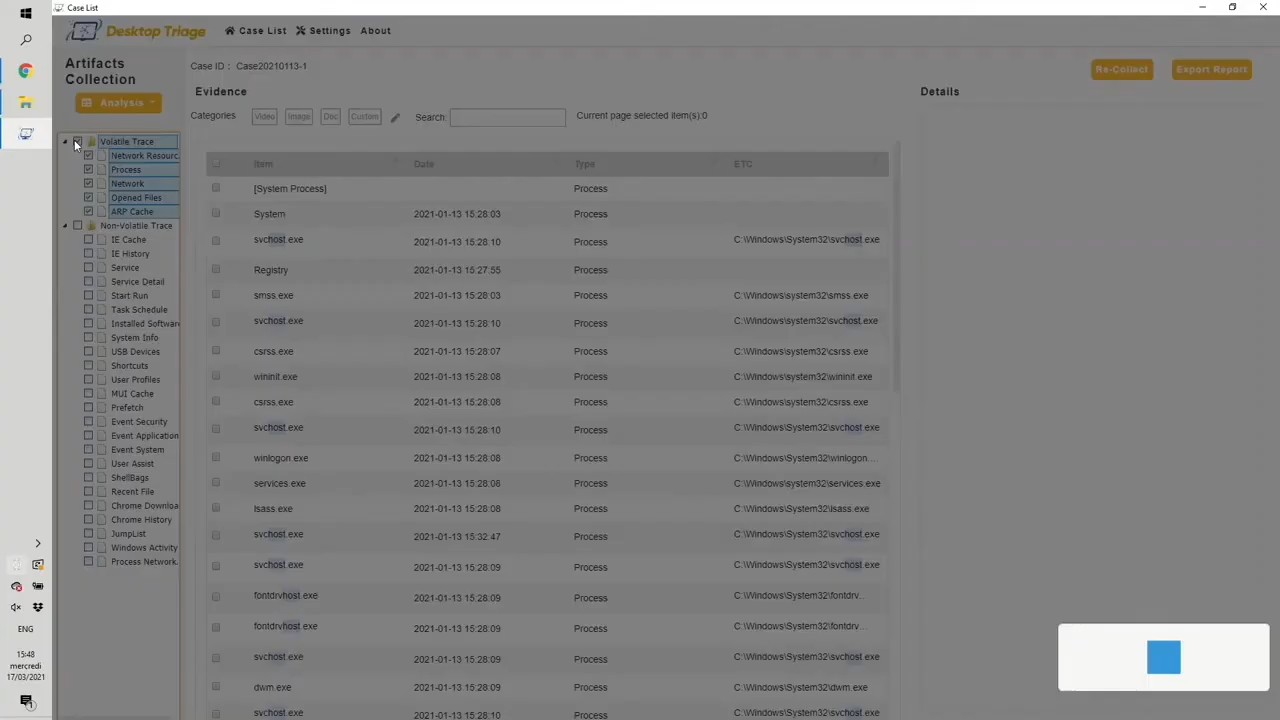 Case List
Desktop Triage
Case List Settings About
Artifacts
Collection
Analysis
Case ID : Case20210113-1
Re-Collect Export Report
Evidence
Details
Categories Video Image Doc Custom Search: Current page selected item(s):0
Volatile Trace
Network Resourc
Process
Network
Opened Files
ARP Cache
Non-Volatile Trace
IE Cache
IE History
Service
Service Detail
Start Run
Task Schedule
Installed Softwar
System Info
USB Devices
Shortcuts
User Profiles
MUI Cache
Prefetch
Event Security
Event Application
Event System
User Assist
ShellBags
Recent File
Chrome Downloa
Chrome History
JumpList
Windows Activity
Process Network
Item Date Type ETC
[System Process] Process
System 2021-01-13 15:28:03 Process
svchost.exe 2021-01-13 15:28:10 Process C:\Windows\System32\svchost.exe
Registry 2021-01-13 15:27:55 Process
smss.exe 2021-01-13 15:28:03 Process C:\Windows\system32\smss.exe
svchost.exe 2021-01-13 15:28:10 Process C:\Windows\system32\svchost.exe
csrss.exe 2021-01-13 15:28:07 Process C:\Windows\system32\csrss.exe
wininit.exe 2021-01-13 15:28:08 Process C:\Windows\system32\wininit.exe
csrss.exe 2021-01-13 15:28:08 Process C:\Windows\system32\csrss.exe
svchost.exe 2021-01-13 15:28:10 Process C:\Windows\System32\svchost.exe
winlogon.exe 2021-01-13 15:28:08 Process C:\Windows\System32\winlogon....
services.exe 2021-01-13 15:28:08 Process C:\Windows\system32\services.exe
lsass.exe 2021-01-13 15:28:08 Process C:\Windows\System32\lsass.exe
svchost.exe 2021-01-13 15:32:47 Process C:\Windows\System32\svchost.exe
svchost.exe 2021-01-13 15:28:09 Process C:\Windows\System32\svchost.exe
fontdrvhost.exe 2021-01-13 15:28:09 Process C:\Windows\System32\fontdrv...
fontdrvhost.exe 2021-01-13 15:28:09 Process C:\Windows\System32\fontdrv...
svchost.exe 2021-01-13 15:28:09 Process C:\Windows\System32\svchost.exe
dwm.exe 2021-01-13 15:28:09 Process C:\Windows\System32\dwm.exe
svchost.exe 2021-01-13 15:28:10 Process C:\Windows\System32\svchost.exe
ENG
15:48
mercredi
17/03/2021